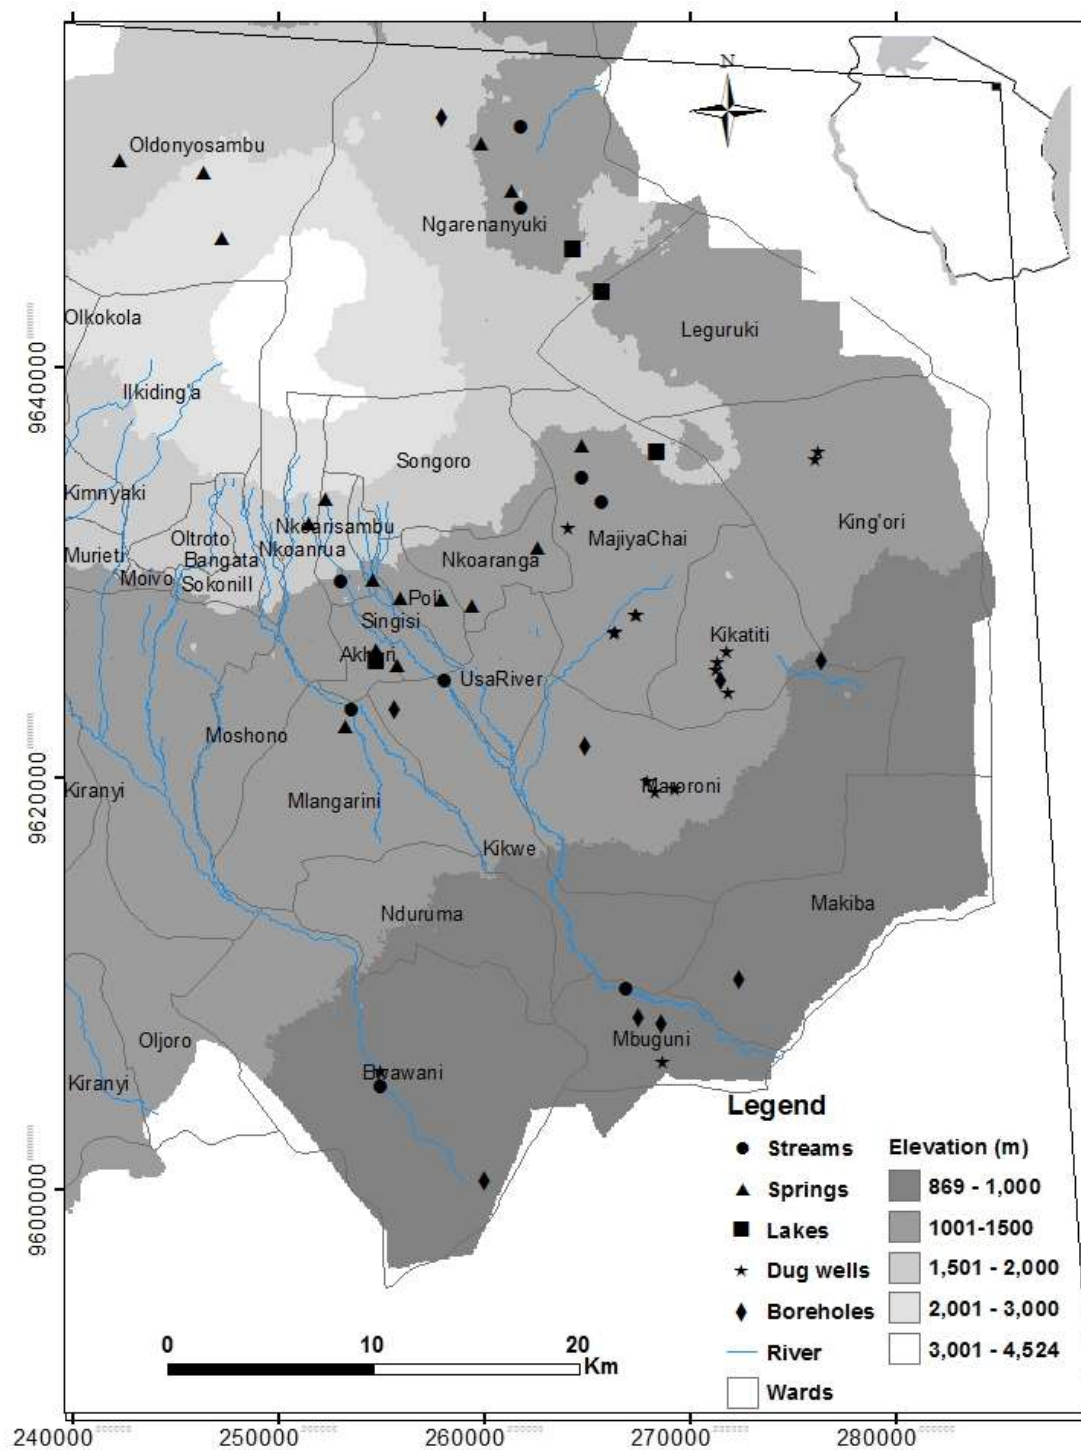 N
Oldonyosambu
Ngarenanyuki
Olkokola
Leguruki
9640000
Ilkiding'a
Songoro
Kimnyaki
King'ori
Nkoarisambu
Oltroto
Nkoanrua
MajiyaChai
Murieti
Bangata
Nkoaranga
Moivo
SokonilI
Poli
Singisi
Kikatiti
UsaRiver
Moshono
9620000
Kiranyi
Maroroni
Mlangarini
Kikwe
Makiba
Nduruma
Oljoro
Mbuguni
Bwawani
Kiranyi
9600000
Legend
Streams
Springs
Lakes
Dug wells
Boreholes
River
Wards
Elevation (m)
869 - 1,000
1001-1500
1,501 - 2,000
2,001 - 3,000
3,001 - 4,524
0 10 20
Km
240000 250000 260000 270000 280000